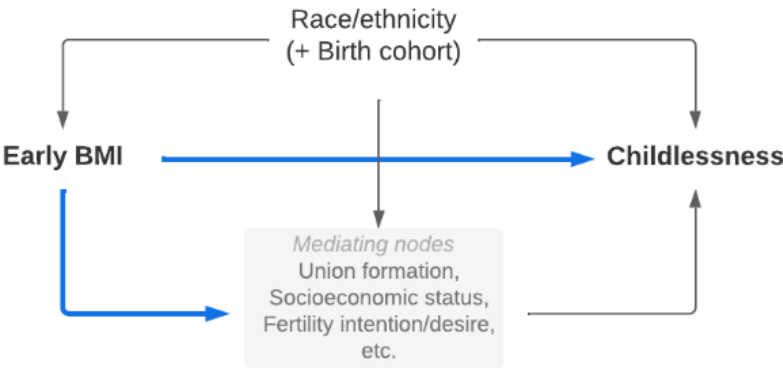 Race/ethnicity
(+ Birth cohort)
Early BMI
Childlessness
Mediating nodes
Union formation,
Socioeconomic status,
Fertility intention/desire,
etc.